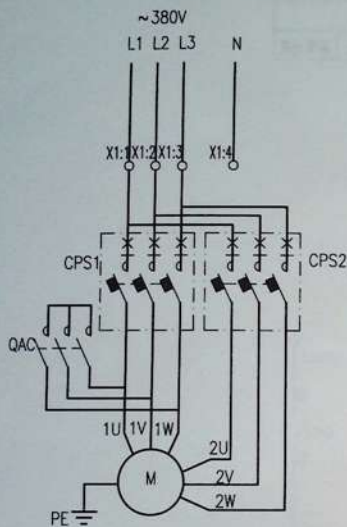 ~380V
L1 L2 L3 N
X1:1 X1:2 X1:3 X1:4
CPS1 CPS2
QAC
1U 1V 1W
2U
2V
2W
M
PE